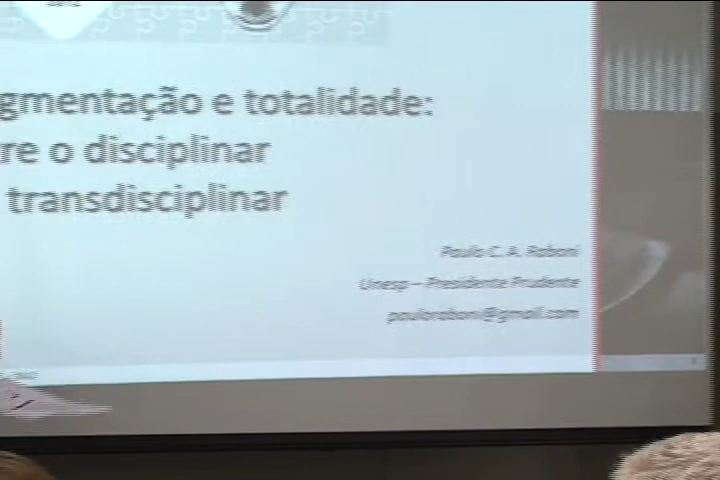 gmentação e totalidade:
re o disciplinar
transdisciplinar
Paulo C. A. Raboni
Unesp – Presidente Prudente
pauloraboni@gmail.com